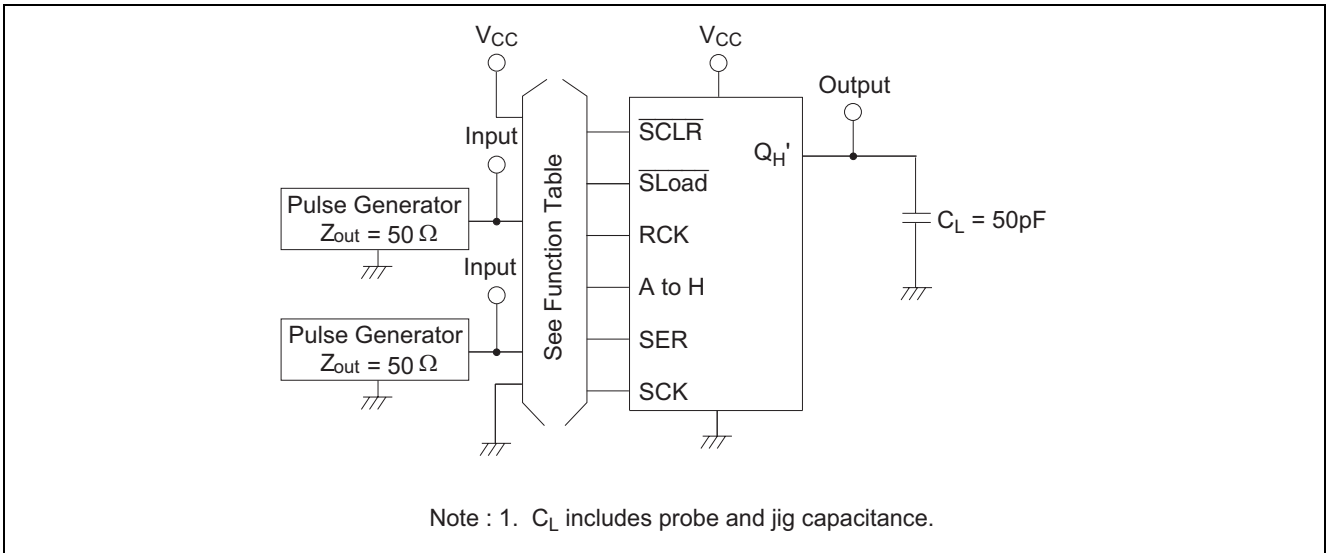 VCC
VCC
Output
Input
Pulse Generator
Zout = 50 Ω
Input
Pulse Generator
Zout = 50 Ω
See Function Table
SCLR
SLoad
RCK
A to H
SER
SCK
QH'
CL = 50pF
Note : 1. CL includes probe and jig capacitance.